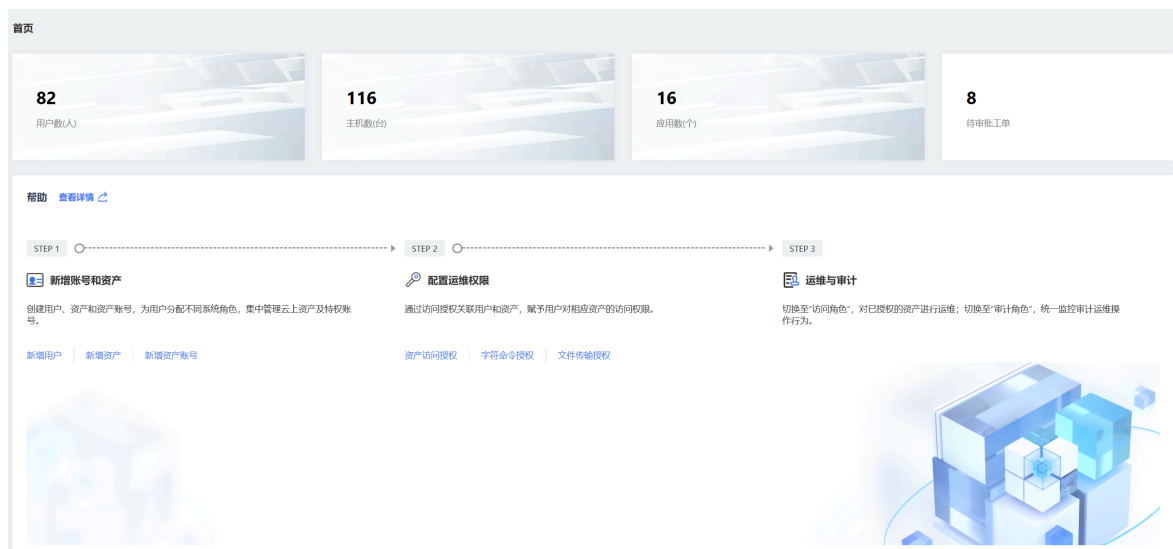 首页
82
用户数(人)
116
主机数(台)
16
应用数(个)
8
待审批工单
帮助 查看详情
STEP 1
STEP 2
STEP 3
新增账号和资产
配置运维权限
运维与审计
创建用户、资产和资产账号，为用户分配不同系统角色，集中管理云上资产及特权账
号。
通过访问授权关联用户和资产，赋予用户对相应资产的访问权限。
切换至“访问角色”，对已授权的资产进行运维；切换至“审计角色”，统一监控审计运维操
作行为。
新增用户 新增资产 新增资产账号
资产访问授权 字符命令授权 文件传输授权